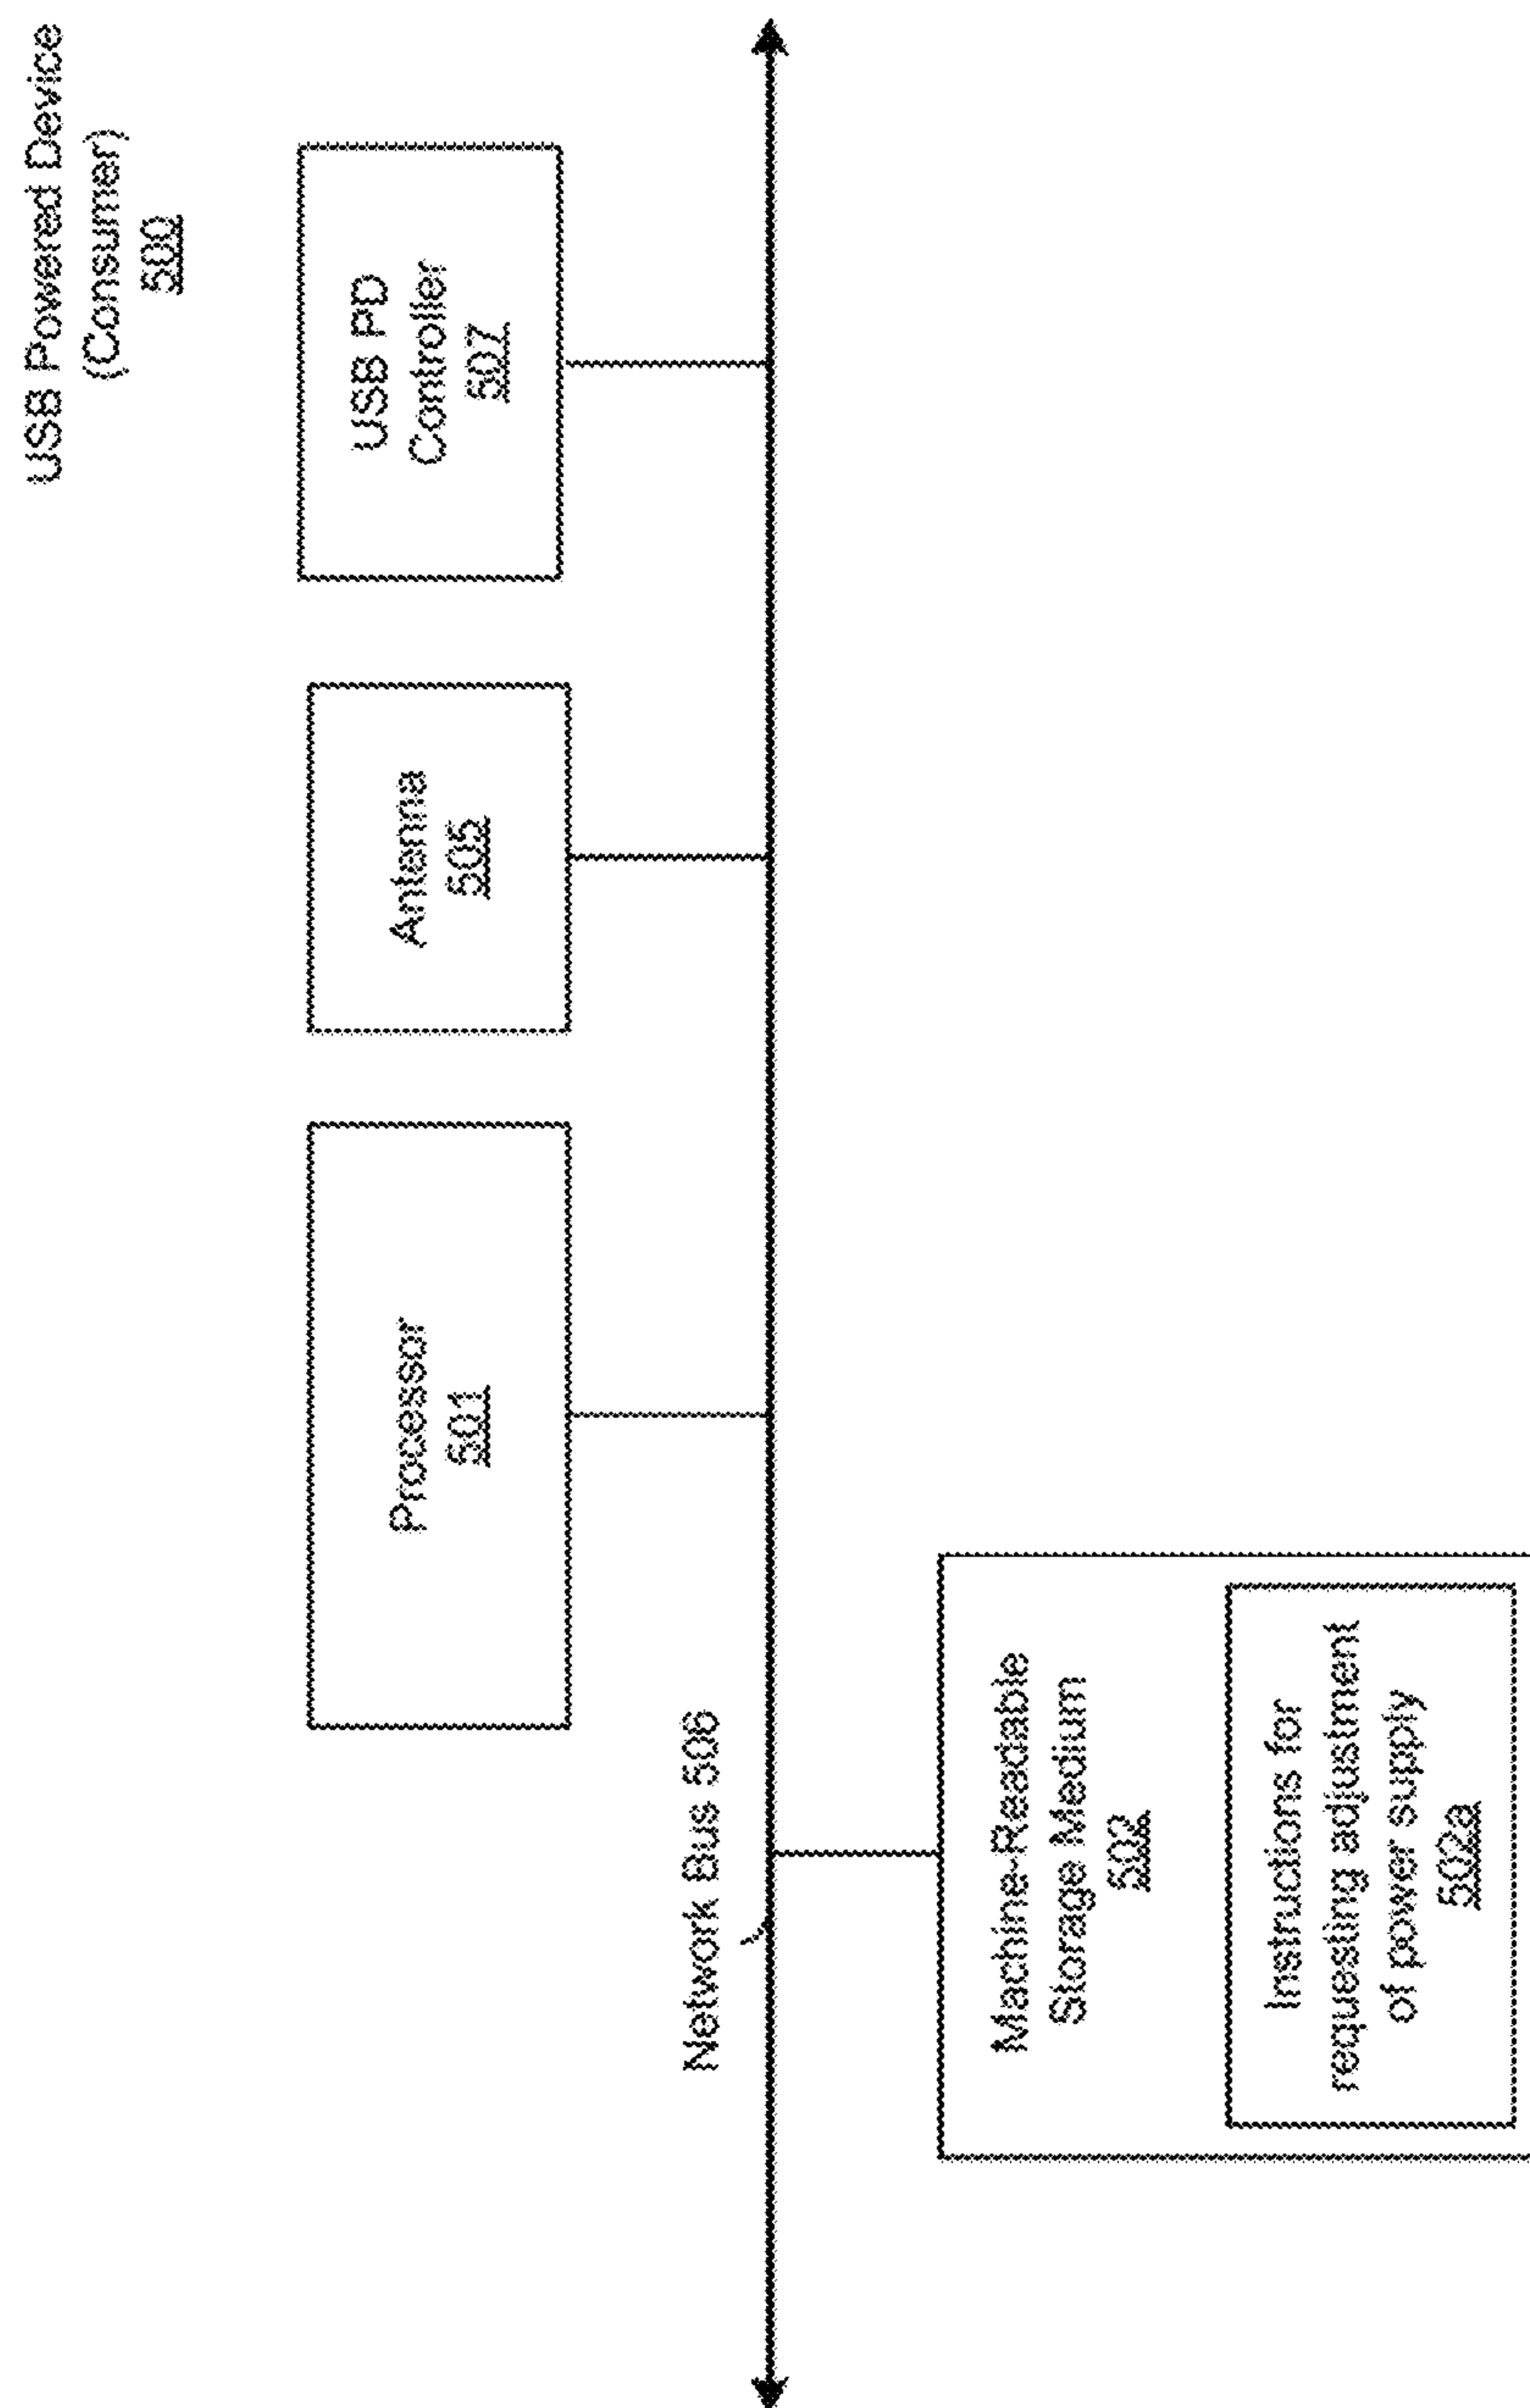 USB Powered Device
(Consumer)
500
Processor
501
Antenna
505
USB PD
Controller
507
Network Bus 506
Machine-Readable
Storage Medium
502
Instructions for
requesting adjustment
of power supply
502a